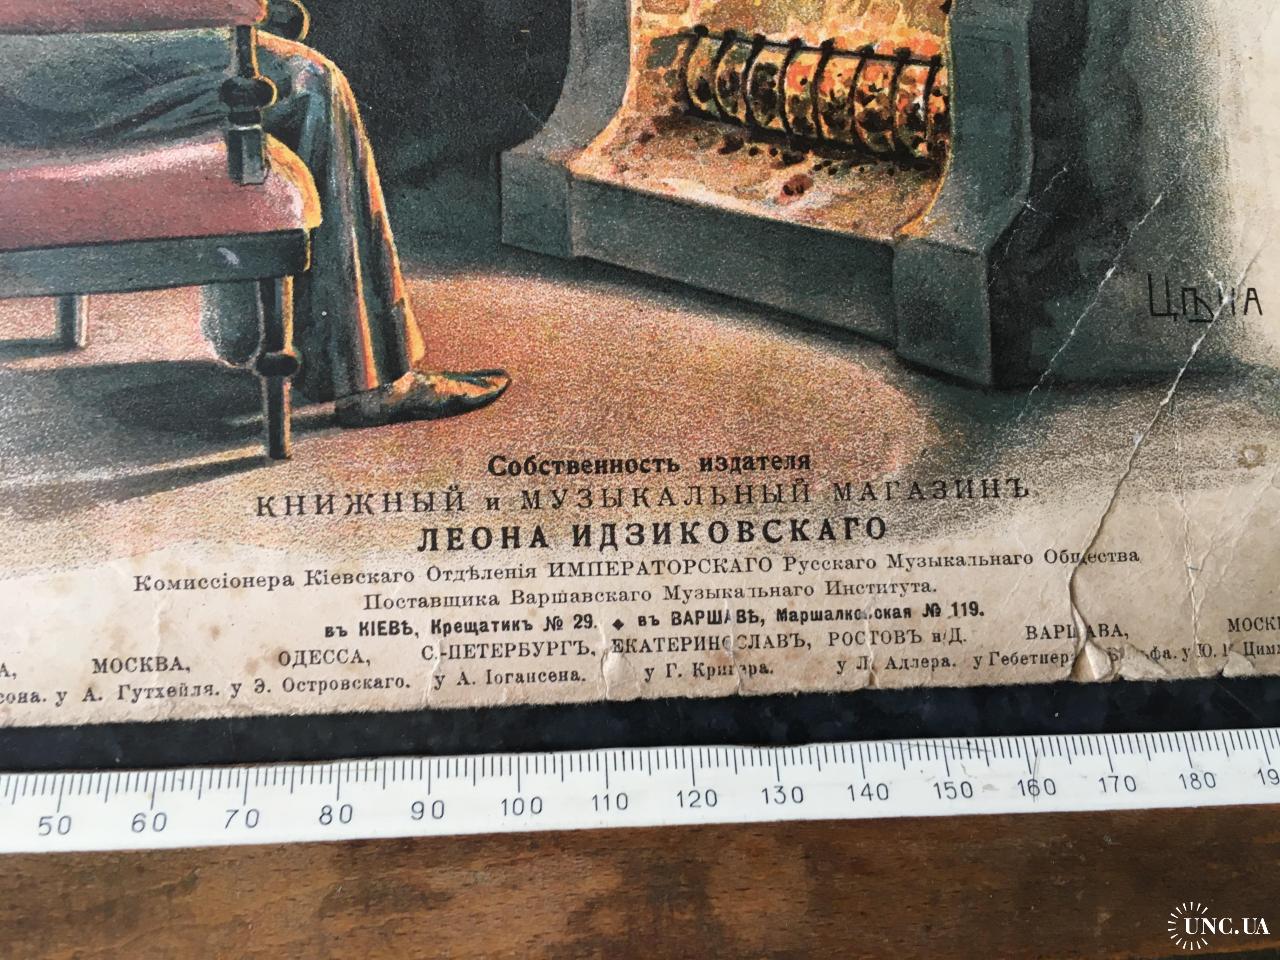 Собственность издателя
КНИЖНЫЙ и МУЗЫКАЛЬНЫЙ МАГАЗИНЪ
ЛЕОНА ИДЗИКОВСКАГО
Комиссіонера Кіевскаго Отдѣленія ИМПЕРАТОРСКАГО Русскаго Музыкальнаго Общества
Поставщика Варшавскаго Музыкальнаго Института.
въ КІЕВѢ, Крещатикъ № 29. ◆ въ ВАРШАВѢ, Маршалковская № 119.
МОСКВА, ОДЕССА, С.-ПЕТЕРБУРГЪ, ЕКАТЕРИНОСЛАВЪ, РОСТОВЪ н/Д. ВАРШАВА,
у А. Гутхейля. у Э. Островскаго. у А. Іогансена. у Г. у Л. Адлера. у
50 60 70 80 90 100 110 120 130 140 150 160 170 180
UNC.UA